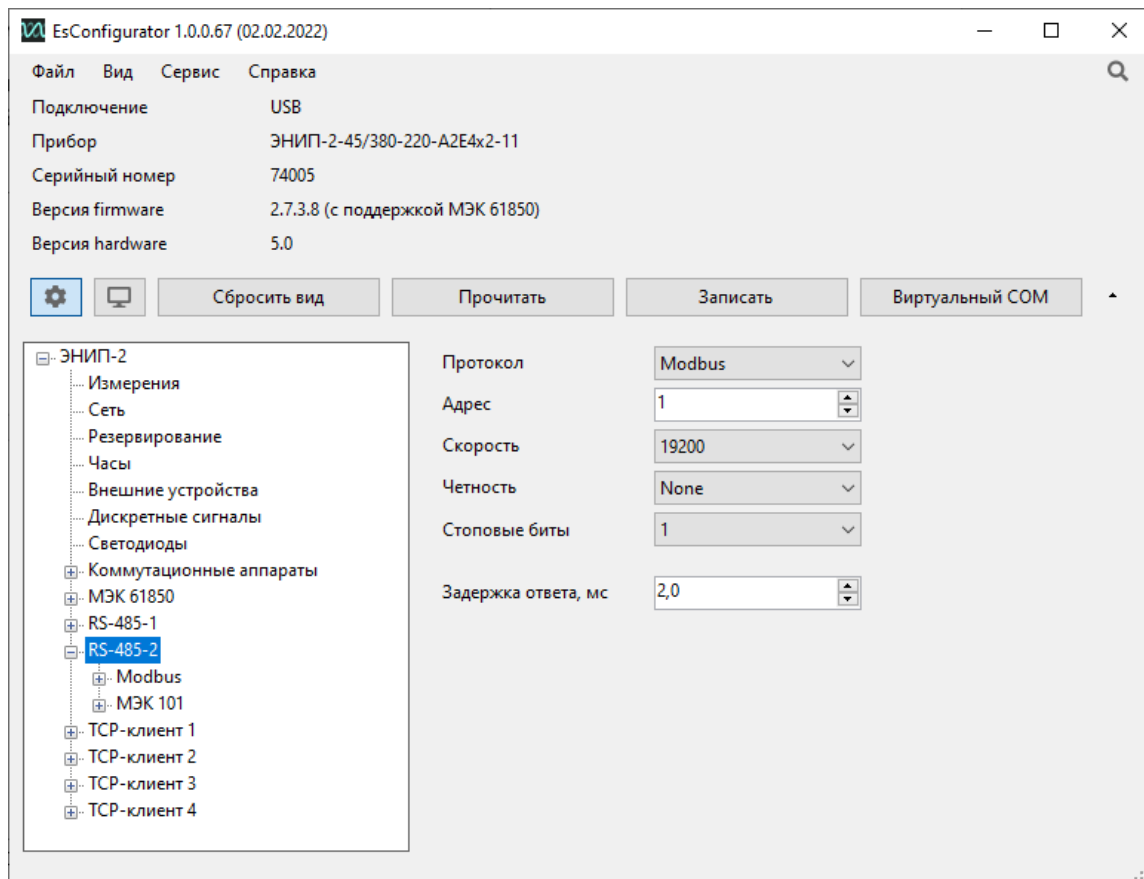 EsConfigurator 1.0.0.67 (02.02.2022)
Файл Вид Сервис Справка
Подключение USB
Прибор ЭНИП-2-45/380-220-A2E4x2-11
Серийный номер 74005
Версия firmware 2.7.3.8 (с поддержкой МЭК 61850)
Версия hardware 5.0
Сбросить вид Прочитать Записать Виртуальный COM
ЭНИП-2
Измерения
Сеть
Резервирование
Часы
Внешние устройства
Дискретные сигналы
Светодиоды
Коммутационные аппараты
МЭК 61850
RS-485-1
RS-485-2
Modbus
МЭК 101
TCP-клиент 1
TCP-клиент 2
TCP-клиент 3
TCP-клиент 4
Протокол Modbus
Адрес 1
Скорость 19200
Четность None
Стоповые биты 1
Задержка ответа, мс 2,0